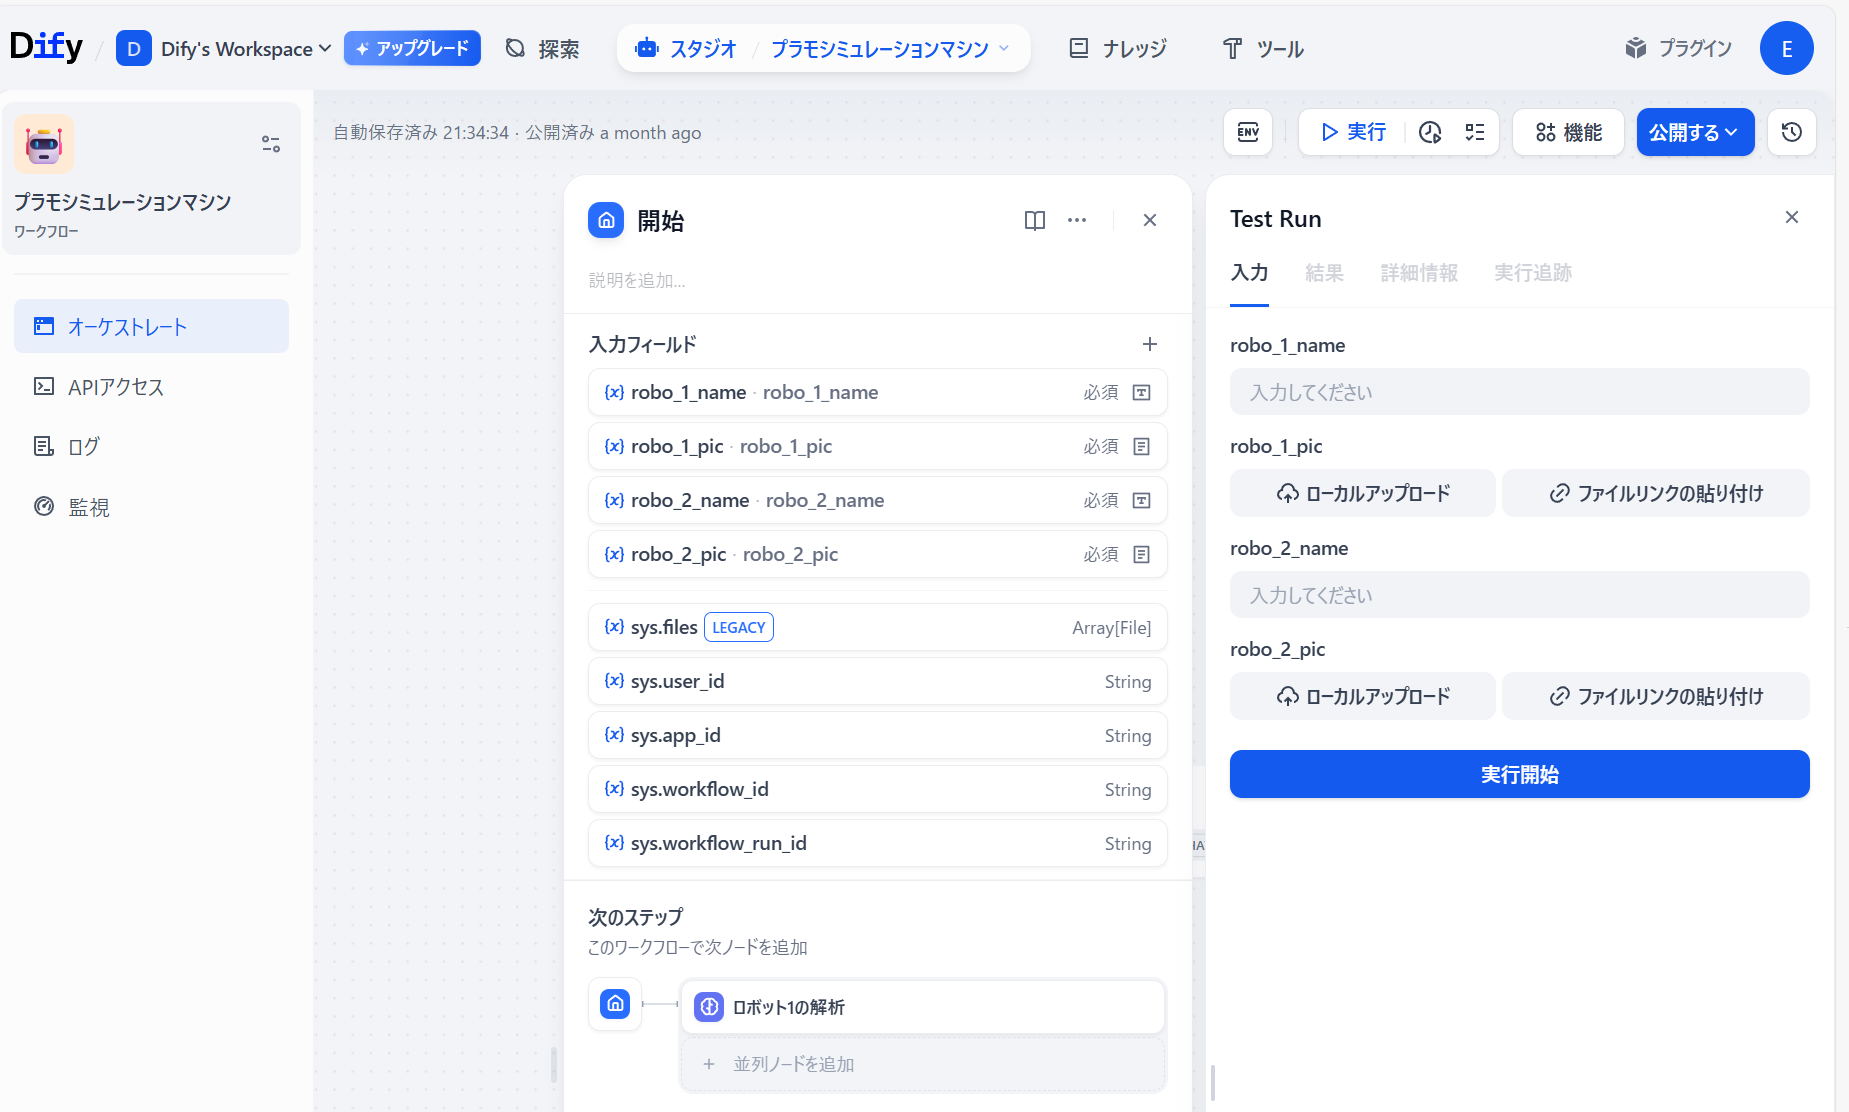 Dify / D Dify's Workspace アップグレード 探索 スタジオ / プラモシミュレーションマシン ナレッジ ツール プラグイン E
プラモシミュレーションマシン
ワークフロー
オーケストレート
APIアクセス
ログ
監視
自動保存済み 21:34:34 · 公開済み a month ago
ENV 実行 機能 公開する
開始
説明を追加...
入力フィールド
{x} robo_1_name · robo_1_name 必須
{x} robo_1_pic · robo_1_pic 必須
{x} robo_2_name · robo_2_name 必須
{x} robo_2_pic · robo_2_pic 必須
{x} sys.files LEGACY Array[File]
{x} sys.user_id String
{x} sys.app_id String
{x} sys.workflow_id String
{x} sys.workflow_run_id String
次のステップ
このワークフローで次ノードを追加
ロボット1の解析
+ 並列ノードを追加
Test Run
入力 結果 詳細情報 実行追跡
robo_1_name
入力してください
robo_1_pic
ローカルアップロード ファイルリンクの貼り付け
robo_2_name
入力してください
robo_2_pic
ローカルアップロード ファイルリンクの貼り付け
実行開始